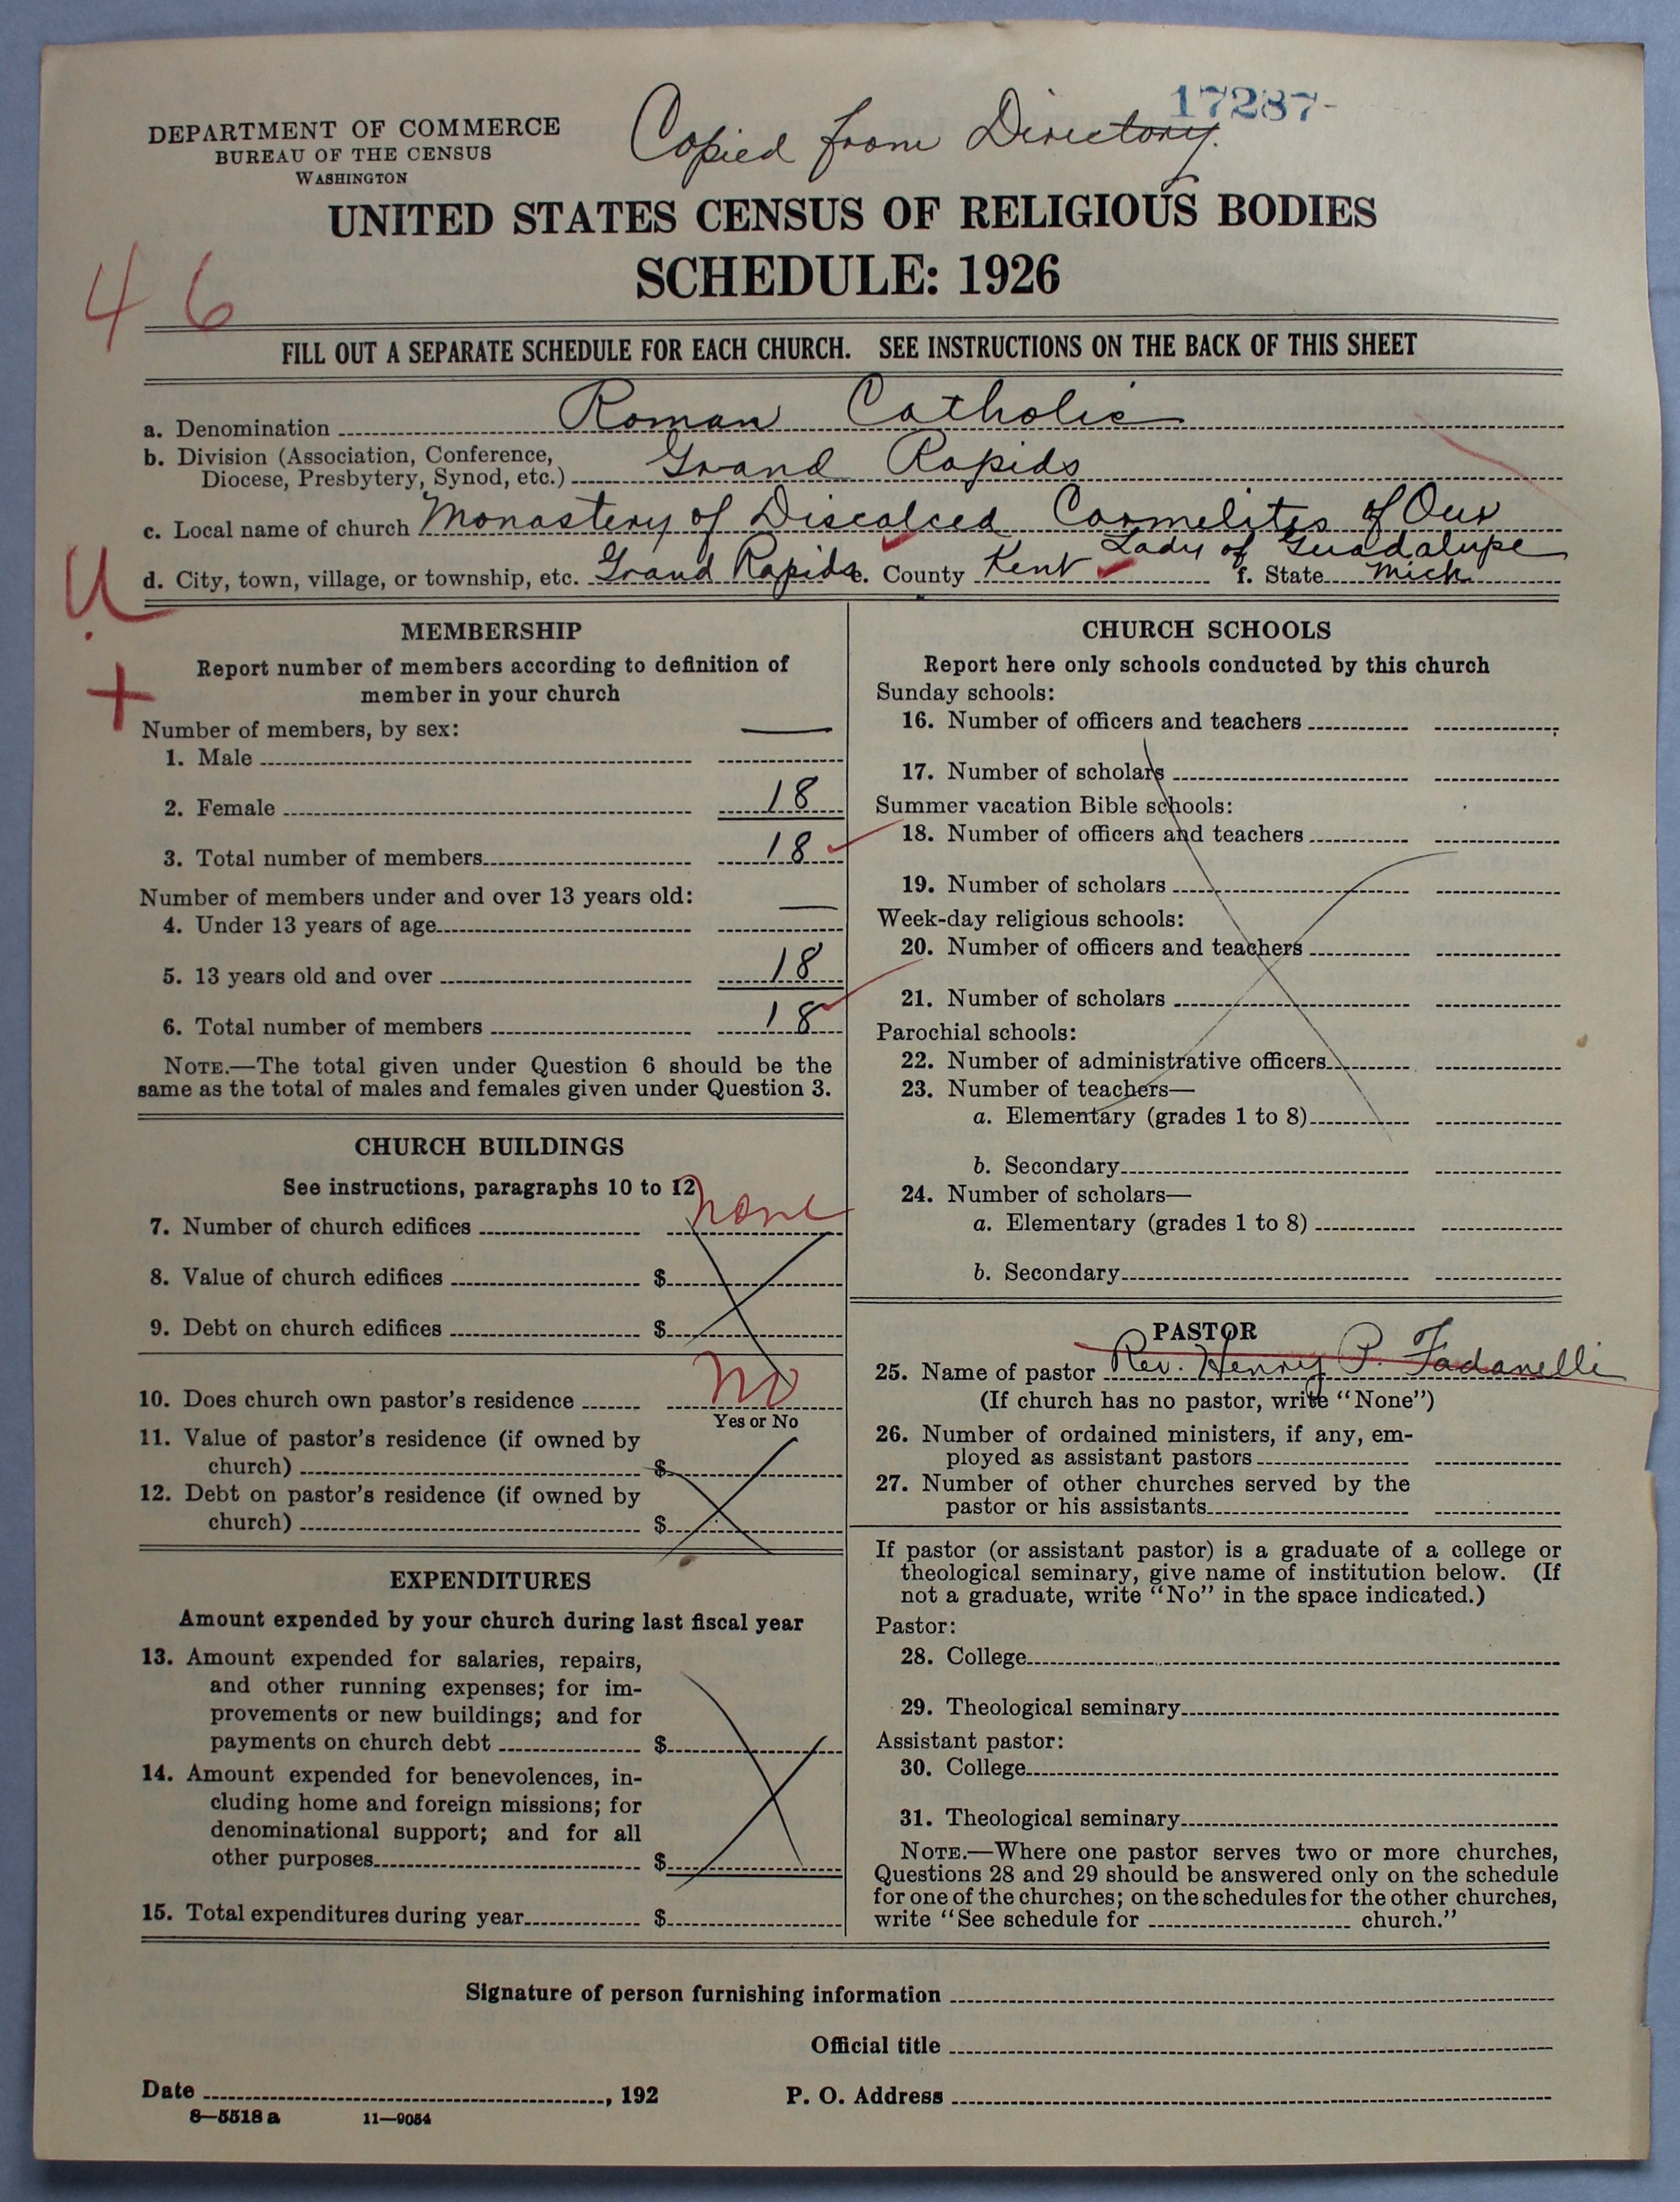 17287-
Copied from Directory.
DEPARTMENT OF COMMERCE
BUREAU OF THE CENSUS
WASHINGTON
UNITED STATES CENSUS OF RELIGIOUS BODIES
SCHEDULE: 1926
46
FILL OUT A SEPARATE SCHEDULE FOR EACH CHURCH. SEE INSTRUCTIONS ON THE BACK OF THIS SHEET
a. Denomination Roman Catholic
b. Division (Association, Conference,
Diocese, Presbytery, Synod, etc.) Grand Rapids
c. Local name of church Monastery of Discalced Carmelites of Our
Lady of Guadalupe
d. City, town, village, or township, etc. Grand Rapids e. County Kent f. State Mich
U
+
MEMBERSHIP
Report number of members according to definition of
member in your church
Number of members, by sex:
1. Male —
2. Female 18
3. Total number of members 18
Number of members under and over 13 years old:
4. Under 13 years of age —
5. 13 years old and over 18
6. Total number of members 18
NOTE.—The total given under Question 6 should be the
same as the total of males and females given under Question 3.
CHURCH BUILDINGS
See instructions, paragraphs 10 to 12
7. Number of church edifices none
8. Value of church edifices $
9. Debt on church edifices $
10. Does church own pastor's residence no
Yes or No
11. Value of pastor's residence (if owned by
church) $
12. Debt on pastor's residence (if owned by
church) $
EXPENDITURES
Amount expended by your church during last fiscal year
13. Amount expended for salaries, repairs,
and other running expenses; for im-
provements or new buildings; and for
payments on church debt $
14. Amount expended for benevolences, in-
cluding home and foreign missions; for
denominational support; and for all
other purposes $
15. Total expenditures during year $
CHURCH SCHOOLS
Report here only schools conducted by this church
Sunday schools:
16. Number of officers and teachers
17. Number of scholars
Summer vacation Bible schools:
18. Number of officers and teachers
19. Number of scholars
Week-day religious schools:
20. Number of officers and teachers
21. Number of scholars
Parochial schools:
22. Number of administrative officers
23. Number of teachers—
a. Elementary (grades 1 to 8)
b. Secondary
24. Number of scholars—
a. Elementary (grades 1 to 8)
b. Secondary
PASTOR
25. Name of pastor Rev. Henry P. Fadanelli
(If church has no pastor, write "None")
26. Number of ordained ministers, if any, em-
ployed as assistant pastors
27. Number of other churches served by the
pastor or his assistants
If pastor (or assistant pastor) is a graduate of a college or
theological seminary, give name of institution below. (If
not a graduate, write "No" in the space indicated.)
Pastor:
28. College
29. Theological seminary
Assistant pastor:
30. College
31. Theological seminary
NOTE.—Where one pastor serves two or more churches,
Questions 28 and 29 should be answered only on the schedule
for one of the churches; on the schedules for the other churches,
write "See schedule for church."
Signature of person furnishing information
Official title
Date , 192 P. O. Address
8—5518 a 11—9054